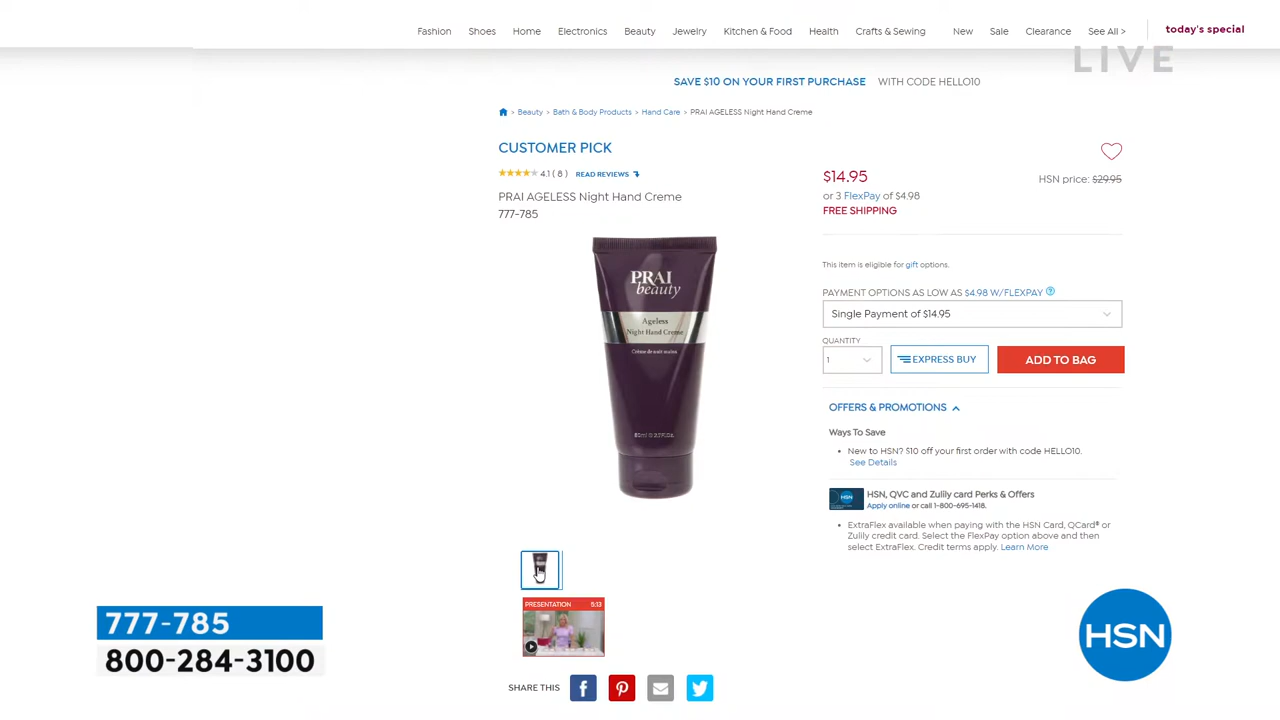 Fashion Shoes Home Electronics Beauty Jewelry Kitchen & Food Health Crafts & Sewing New Sale Clearance See All > today's special
LIVE
SAVE $10 ON YOUR FIRST PURCHASE WITH CODE HELLO10
> Beauty > Bath & Body Products > Hand Care > PRAI AGELESS Night Hand Creme
CUSTOMER PICK
4.1 ( 8 ) READ REVIEWS
PRAI AGELESS Night Hand Creme
777-785
$14.95
HSN price: $29.95
or 3 FlexPay of $4.98
FREE SHIPPING
PRAI
beauty
Ageless
Night Hand Creme
Crème de nuit mains
This item is eligible for gift options.
PAYMENT OPTIONS AS LOW AS $4.98 W/FLEXPAY ?
Single Payment of $14.95
QUANTITY
1 EXPRESS BUY ADD TO BAG
OFFERS & PROMOTIONS
Ways To Save
• New to HSN? $10 off your first order with code HELLO10.
See Details
HSN
HSN, QVC and Zulily card Perks & Offers
Apply online or call 1-800-695-1418.
• ExtraFlex available when paying with the HSN Card, QCard® or
Zulily credit card. Select the FlexPay option above and then
select ExtraFlex. Credit terms apply. Learn More
PRESENTATION 5:13
SHARE THIS
777-785
800-284-3100
HSN